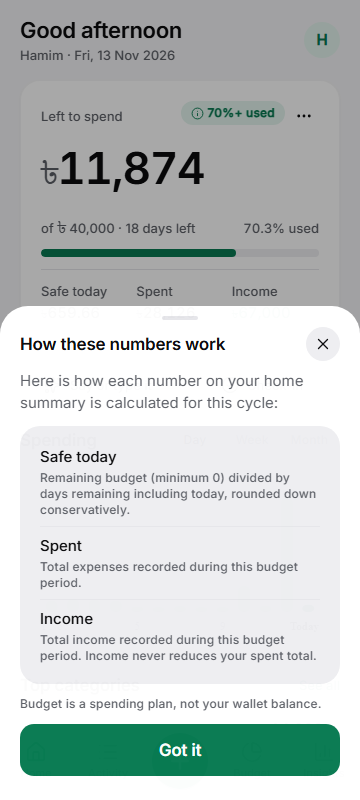 Good afternoon
Hamim · Fri, 13 Nov 2026
H
Left to spend
70%+ used
৳11,874
of ৳ 40,000 · 18 days left
70.3% used
Safe today
Spent
Income
How these numbers work
Here is how each number on your home
summary is calculated for this cycle:
Safe today
Remaining budget (minimum 0) divided by
days remaining including today, rounded down
conservatively.
Spent
Total expenses recorded during this budget
period.
Income
Total income recorded during this budget
period. Income never reduces your spent total.
Budget is a spending plan, not your wallet balance.
Got it